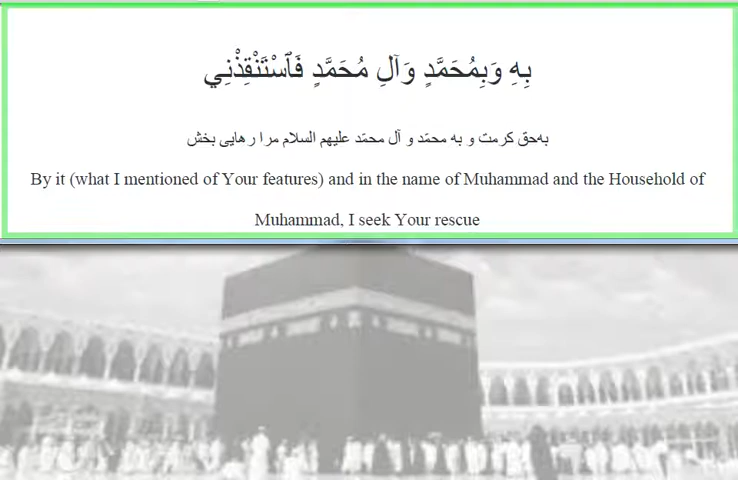 بِهِ وَبِمُحَمَّدٍ وَآلِ مُحَمَّدٍ فَٱسْتَنْقِذْنِي
به‌حق کرمت و به محمّد و آل محمّد علیهم السلام مرا رهایی بخش
By it (what I mentioned of Your features) and in the name of Muhammad and the Household of
Muhammad, I seek Your rescue